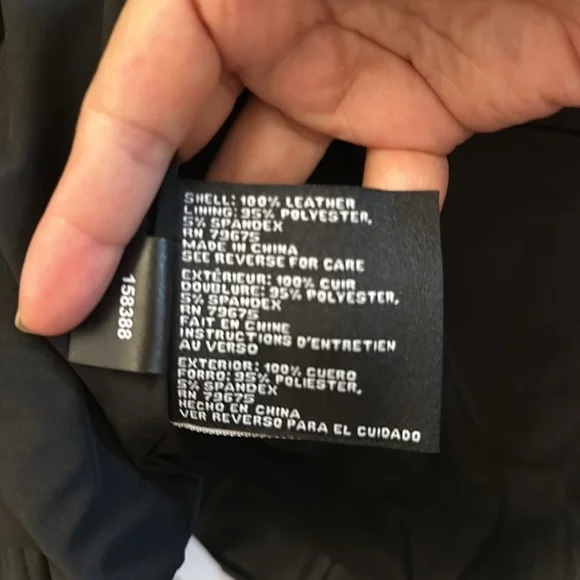 SHELL: 100% LEATHER
LINING: 95% POLYESTER,
5% SPANDEX
RN 79675
MADE IN CHINA
SEE REVERSE FOR CARE
EXTÉRIEUR: 100% CUIR
DOUBLURE: 95% POLYESTER,
5% SPANDEX
RN 79675
FAIT EN CHINE
INSTRUCTIONS D'ENTRETIEN
AU VERSO
EXTERIOR: 100% CUERO
FORRO: 95% POLIESTER,
5% SPANDEX
RN 79675
HECHO EN CHINA
VER REVERSO PARA EL CUIDADO
158388